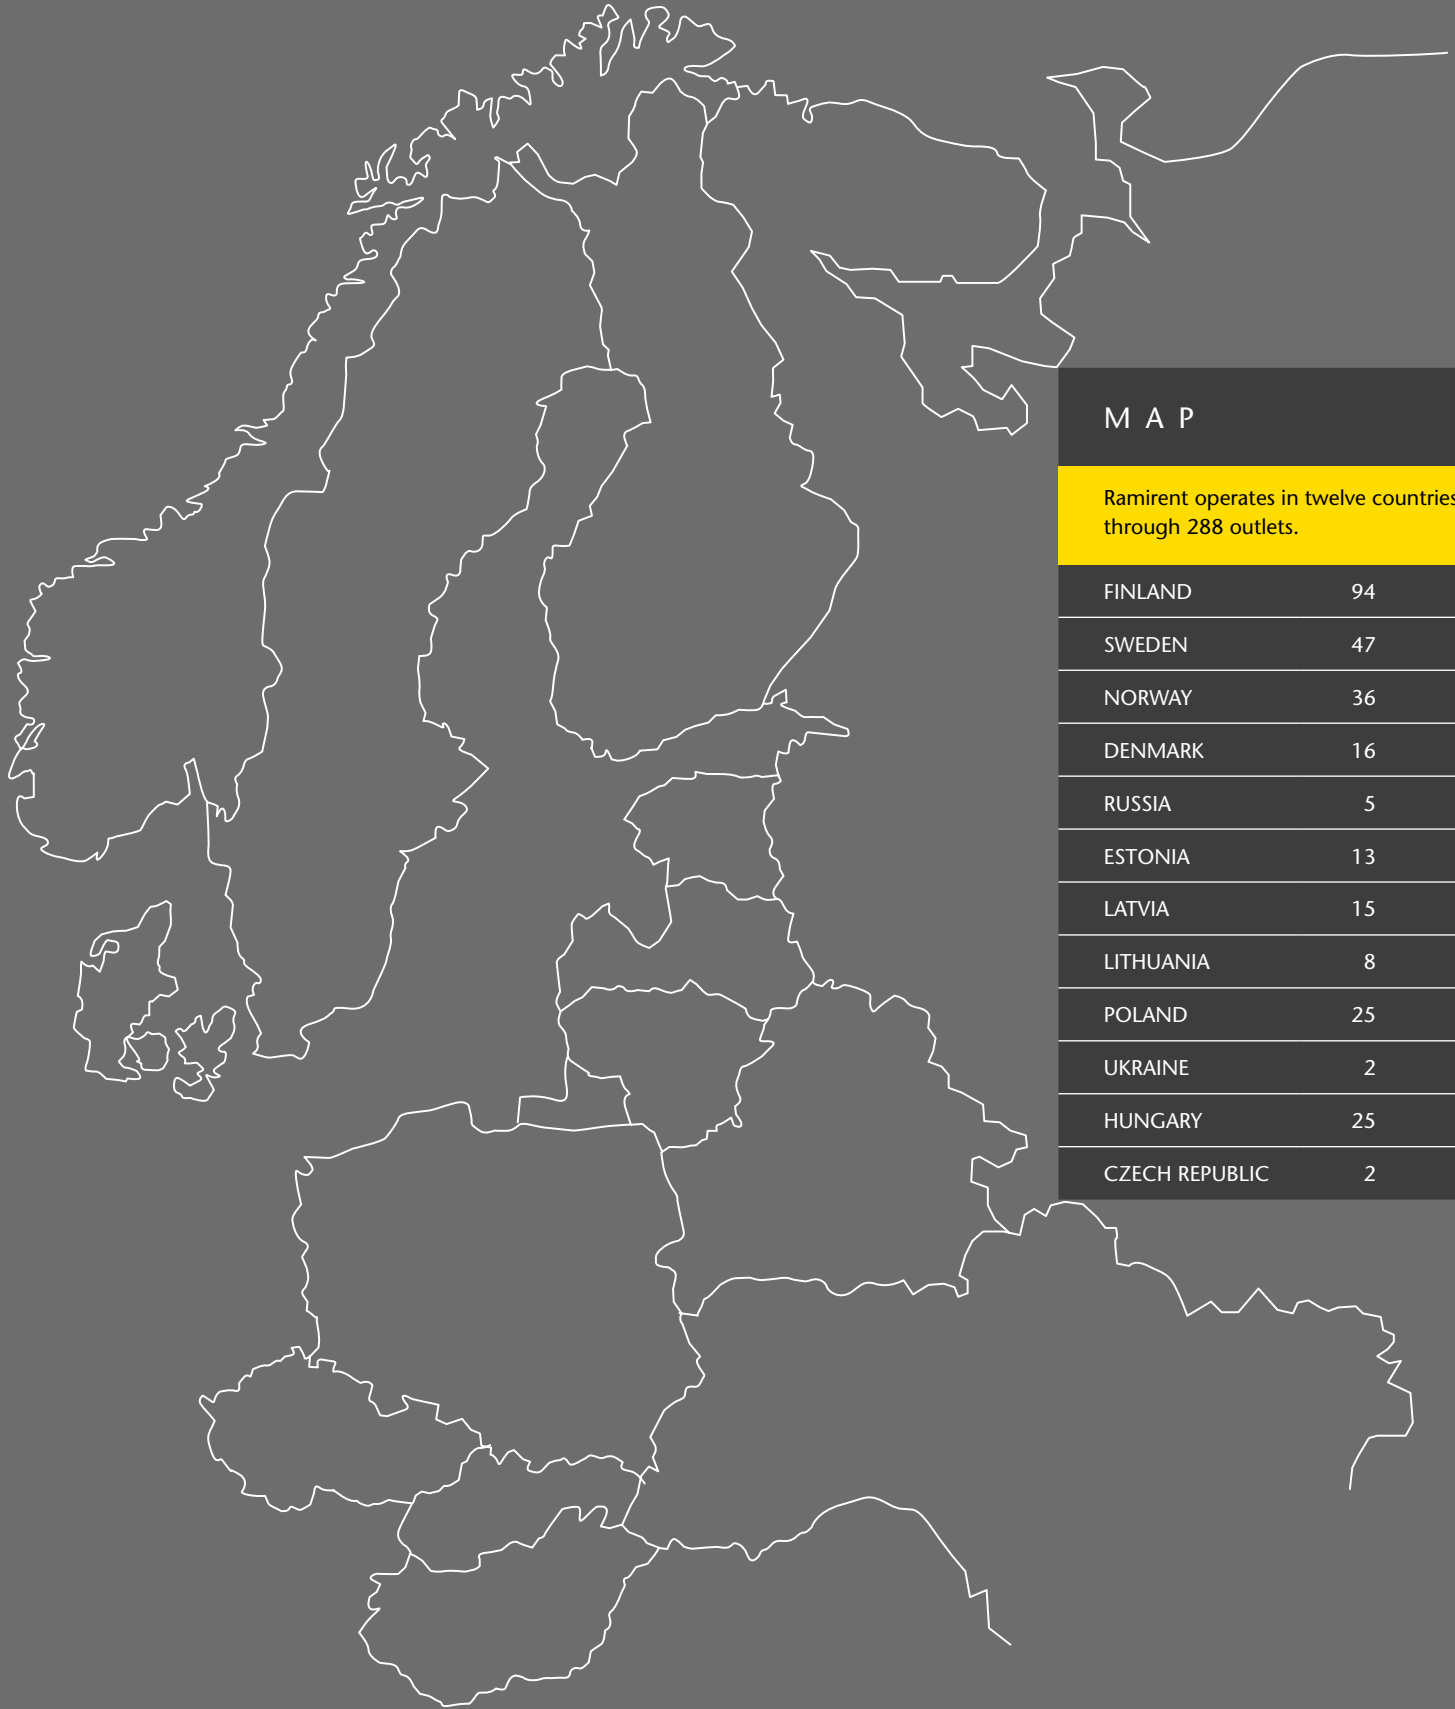 MAP
Ramirent operates in twelve countries
through 288 outlets.
FINLAND 94
SWEDEN 47
NORWAY 36
DENMARK 16
RUSSIA 5
ESTONIA 13
LATVIA 15
LITHUANIA 8
POLAND 25
UKRAINE 2
HUNGARY 25
CZECH REPUBLIC 2